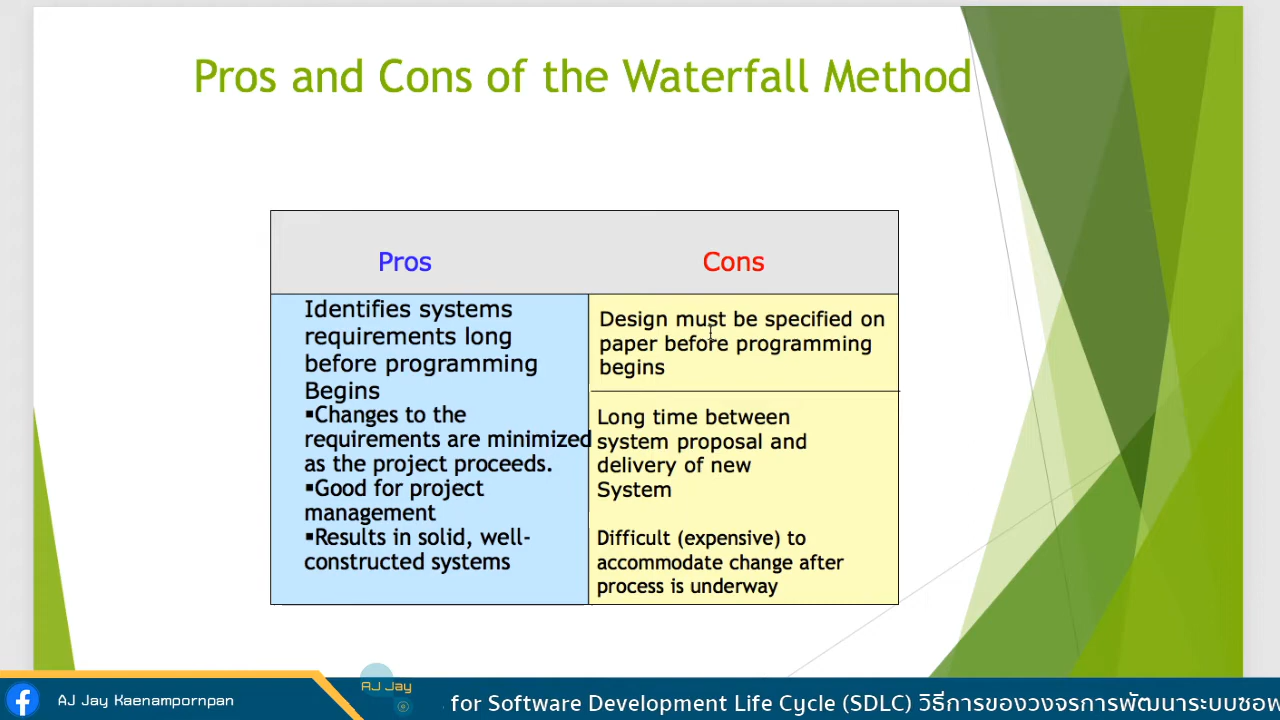 Pros and Cons of the Waterfall Method
Pros
Cons
Identifies systems
requirements long
before programming
Begins
▪Changes to the
requirements are minimized
as the project proceeds.
▪Good for project
management
▪Results in solid, well-
constructed systems
Design must be specified on
paper before programming
begins
Long time between
system proposal and
delivery of new
System
Difficult (expensive) to
accommodate change after
process is underway
AJ Jay Kaenampornpan
AJ Jay
for Software Development Life Cycle (SDLC) วิธีการของวงจรการพัฒนาระบบซอฟ